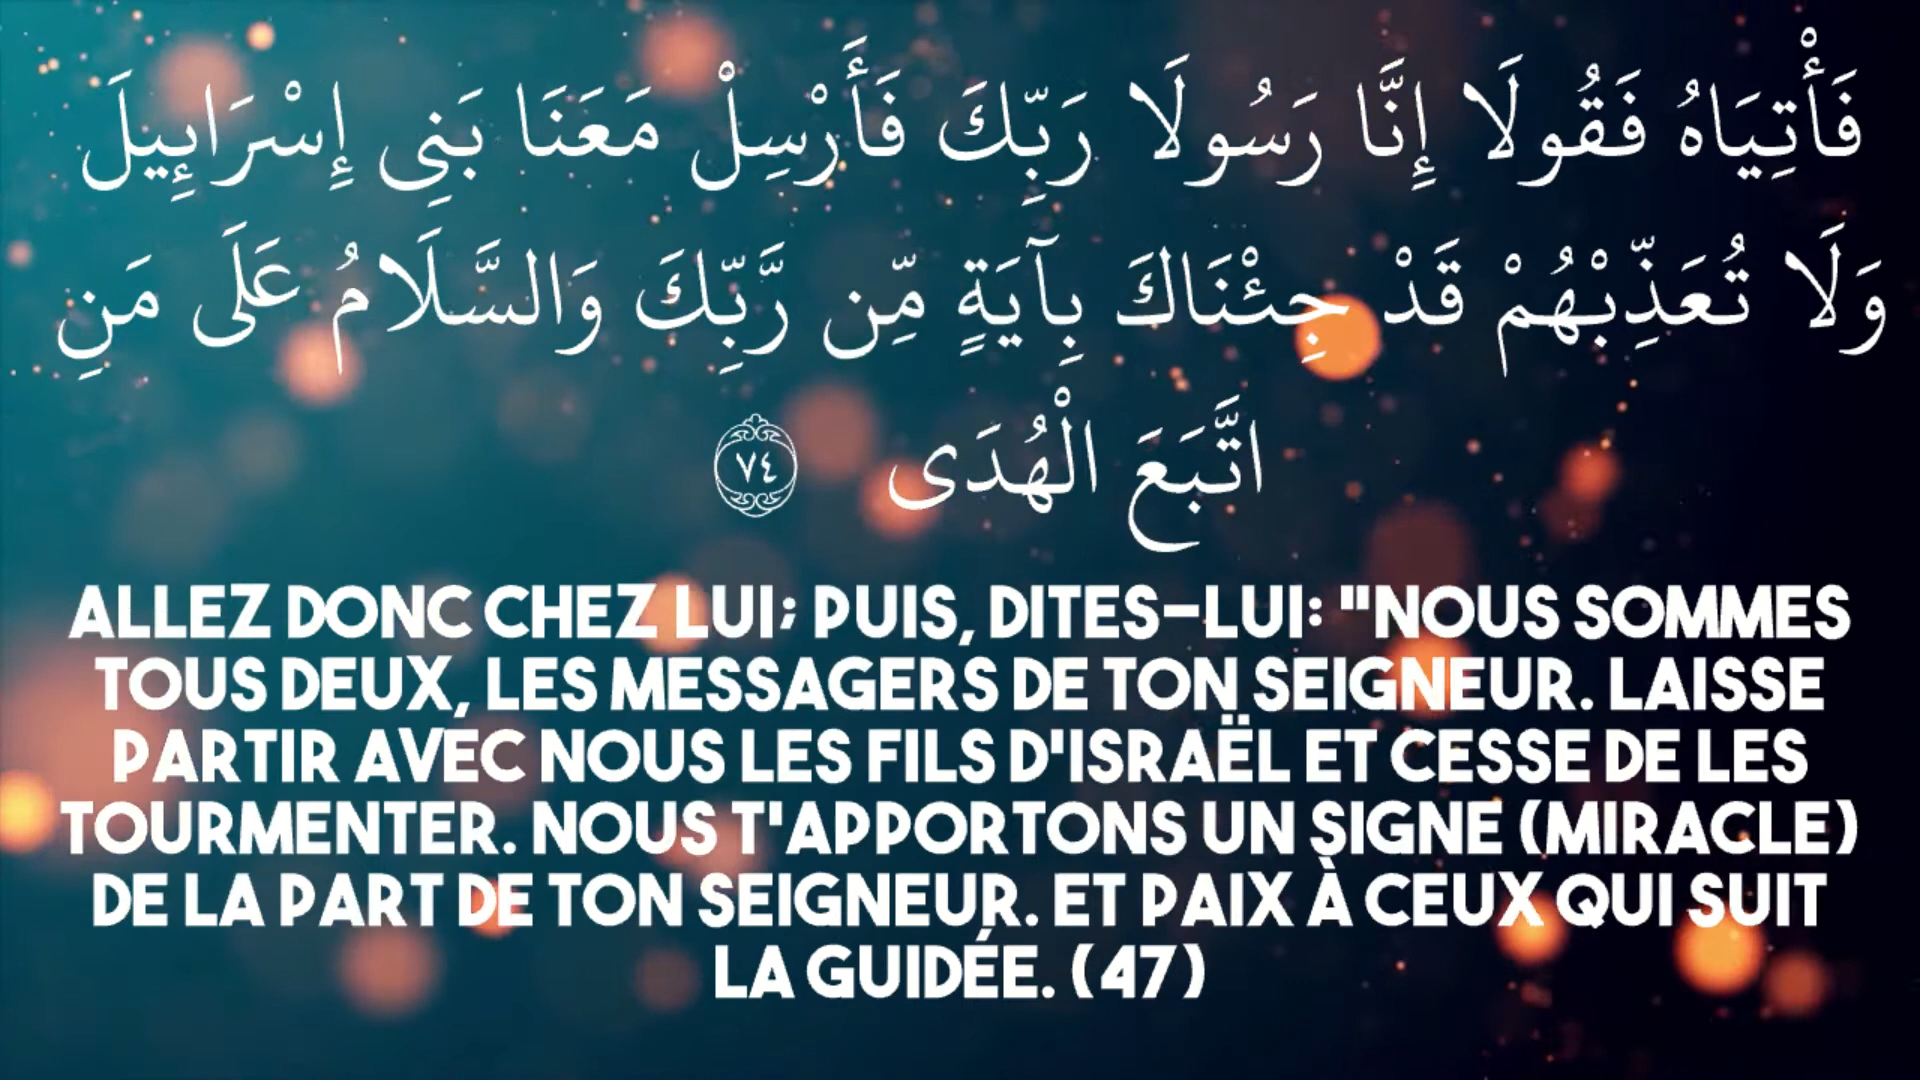 فَأْتِيَاهُ فَقُولَا إِنَّا رَسُولَا رَبِّكَ فَأَرْسِلْ مَعَنَا بَنِي إِسْرَايِٕيلَ
وَلَا تُعَذِّبْهُمْ قَدْ جِئْنَاكَ بِآيَةٍ مِّن رَّبِّكَ وَالسَّلَامُ عَلَى مَنِ
اتَّبَعَ الْهُدَى ٧٤
ALLEZ DONC CHEZ LUI; PUIS, DITES-LUI: "NOUS SOMMES
TOUS DEUX, LES MESSAGERS DE TON SEIGNEUR. LAISSE
PARTIR AVEC NOUS LES FILS D'ISRAËL ET CESSE DE LES
TOURMENTER. NOUS T'APPORTONS UN SIGNE (MIRACLE)
DE LA PART DE TON SEIGNEUR. ET PAIX À CEUX QUI SUIT
LA GUIDÉE. (47)